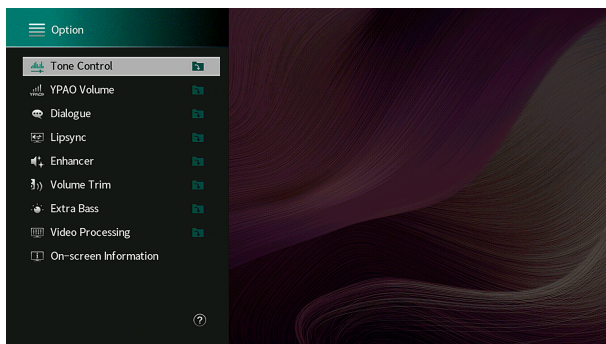 Option
Tone Control
YPAO Volume
Dialogue
Lipsync
Enhancer
Volume Trim
Extra Bass
Video Processing
On-screen Information
?